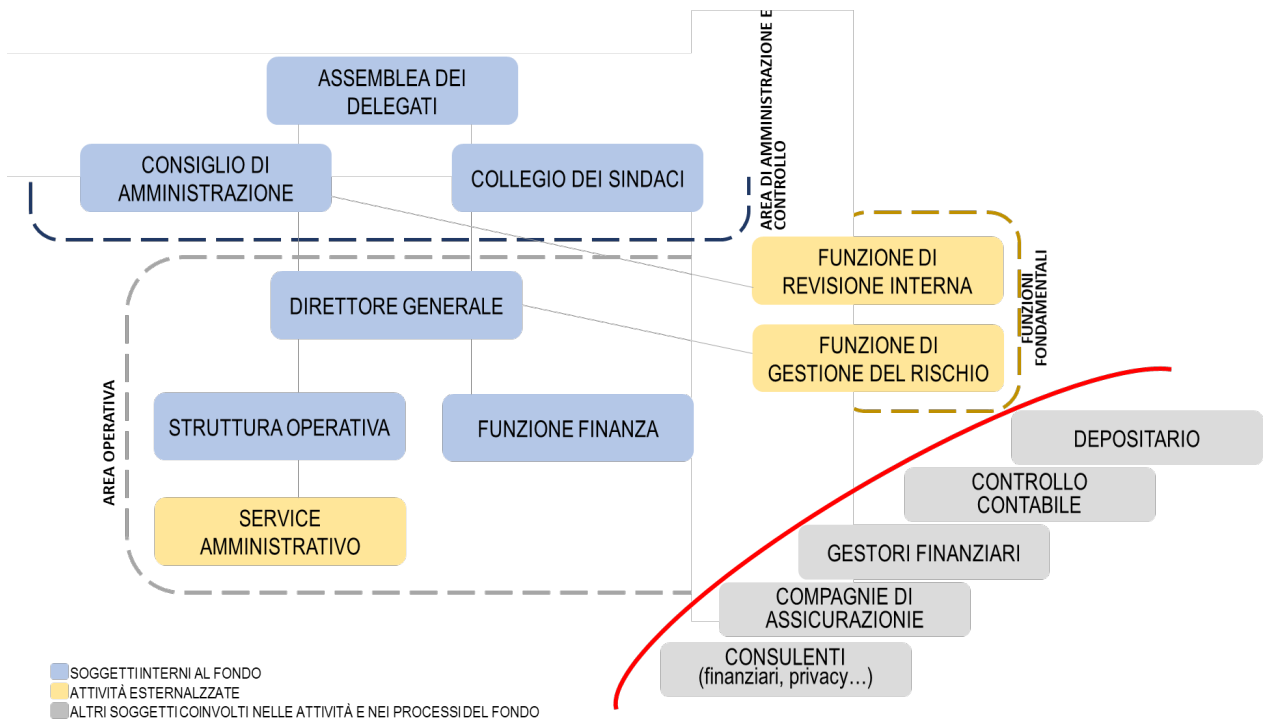 ASSEMBLEA DEI
DELEGATI
CONSIGLIO DI
AMMINISTRAZIONE
COLLEGIO DEI SINDACI
AREA DI AMMINISTRAZIONE E
CONTROLLO
FUNZIONE DI
REVISIONE INTERNA
DIRETTORE GENERALE
FUNZIONE DI
GESTIONE DEL RISCHIO
FUNZIONI
FONDAMENTALI
AREA OPERATIVA
STRUTTURA OPERATIVA
FUNZIONE FINANZA
SERVICE
AMMINISTRATIVO
DEPOSITARIO
CONTROLLO
CONTABILE
GESTORI FINANZIARI
COMPAGNIE DI
ASSICURAZIONIE
CONSULENTI
(finanziari, privacy…)
SOGGETTI INTERNI AL FONDO
ATTIVITÀ ESTERNALZZATE
ALTRI SOGGETTI COINVOLTI NELLE ATTIVITÀ E NEI PROCESSI DEL FONDO